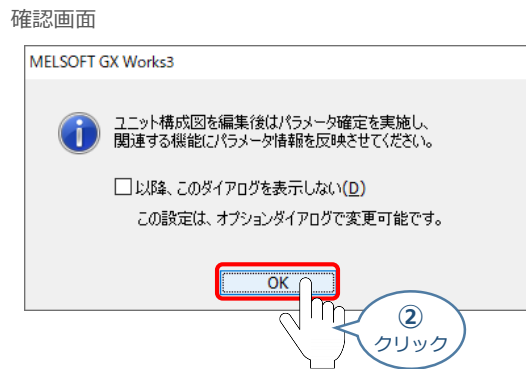 確認画面
MELSOFT GX Works3
ユニット構成図を編集後はパラメータ確定を実施し、
関連する機能にパラメータ情報を反映させてください。
以降、このダイアログを表示しない(D)
この設定は、オプションダイアログで変更可能です。
OK
②
クリック